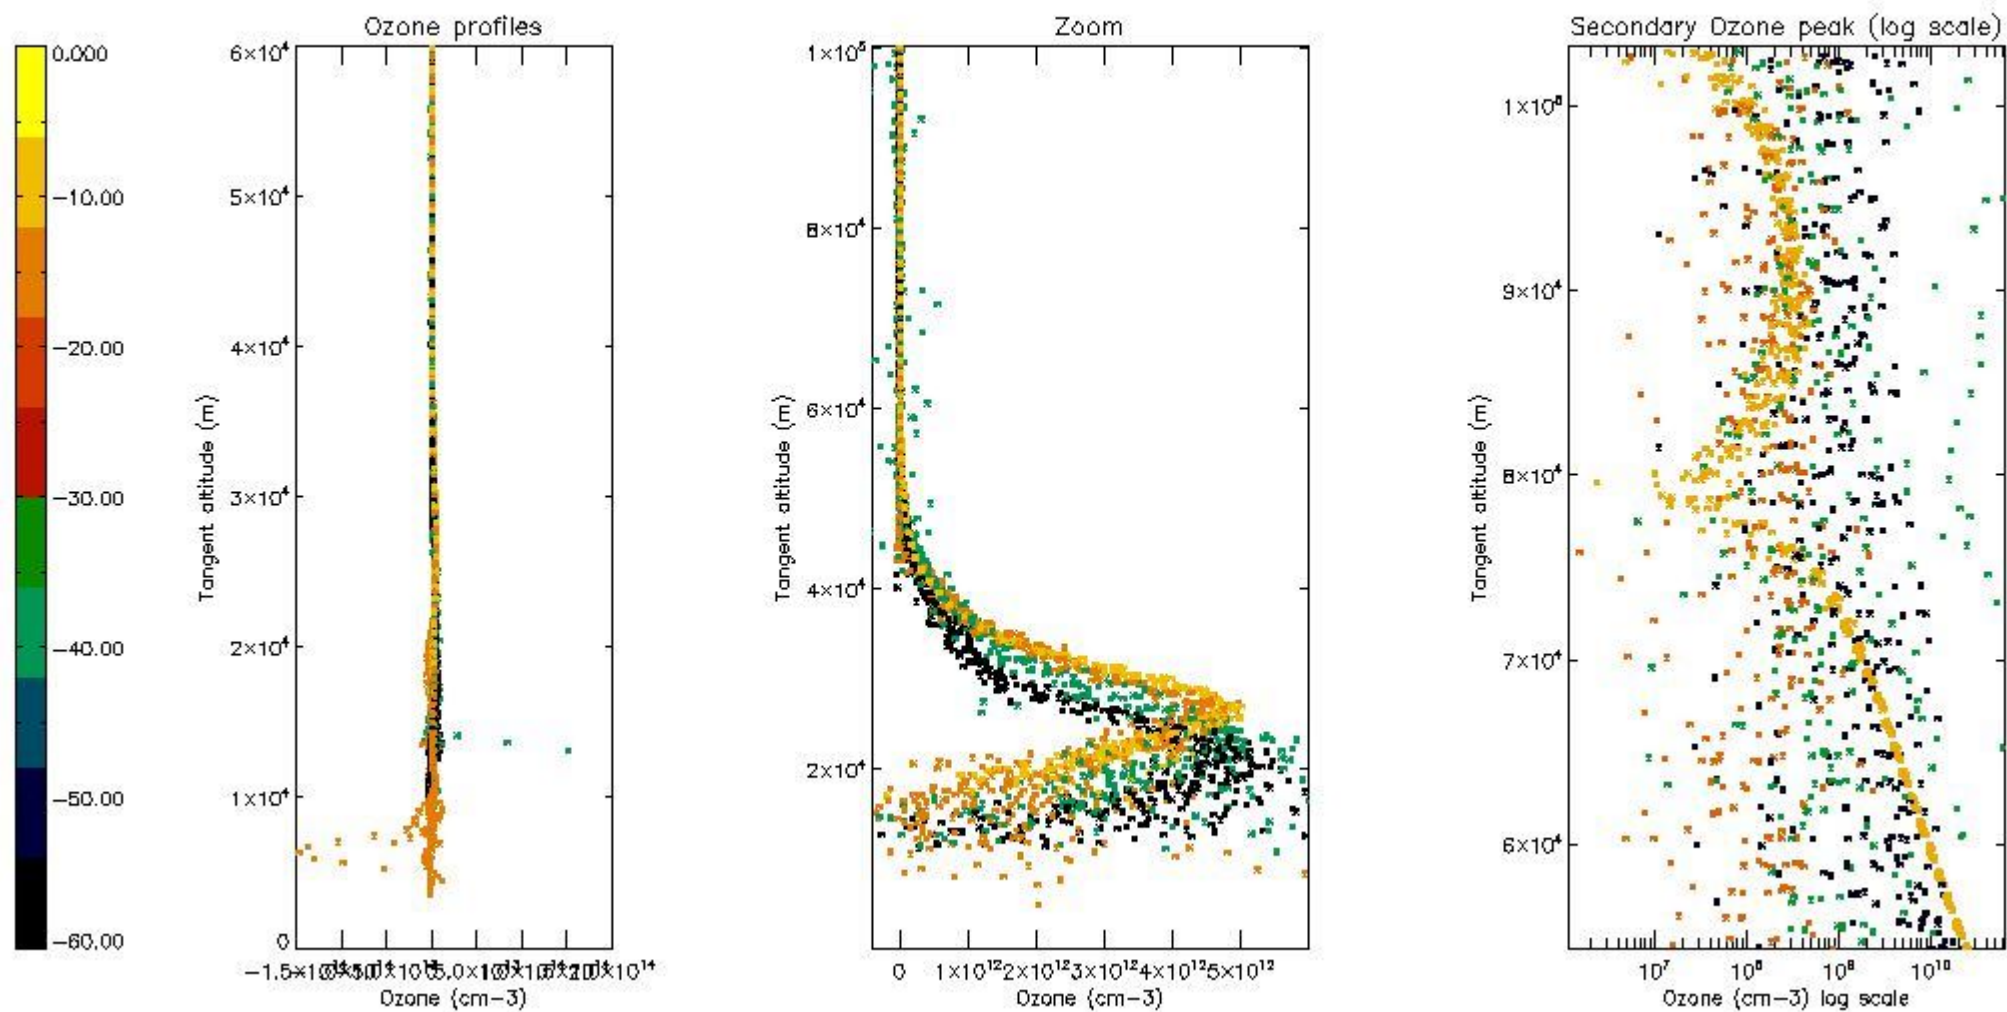 Ozone profiles
Zoom
Secondary Ozone peak (log scale)
0.000
-10.00
-20.00
-30.00
-40.00
-50.00
-60.00
6×10⁴
5×10⁴
4×10⁴
3×10⁴
2×10⁴
1×10⁴
0
Tangent altitude (m)
Ozone (cm-3)
1×10⁵
8×10⁴
6×10⁴
4×10⁴
2×10⁴
Tangent altitude (m)
0 1×10¹² 2×10¹² 3×10¹² 4×10¹² 5×10¹²
Ozone (cm-3)
9×10⁴
8×10⁴
7×10⁴
6×10⁴
Tangent altitude (m)
10⁷ 10⁸ 10⁹ 10¹⁰
Ozone (cm-3) log scale